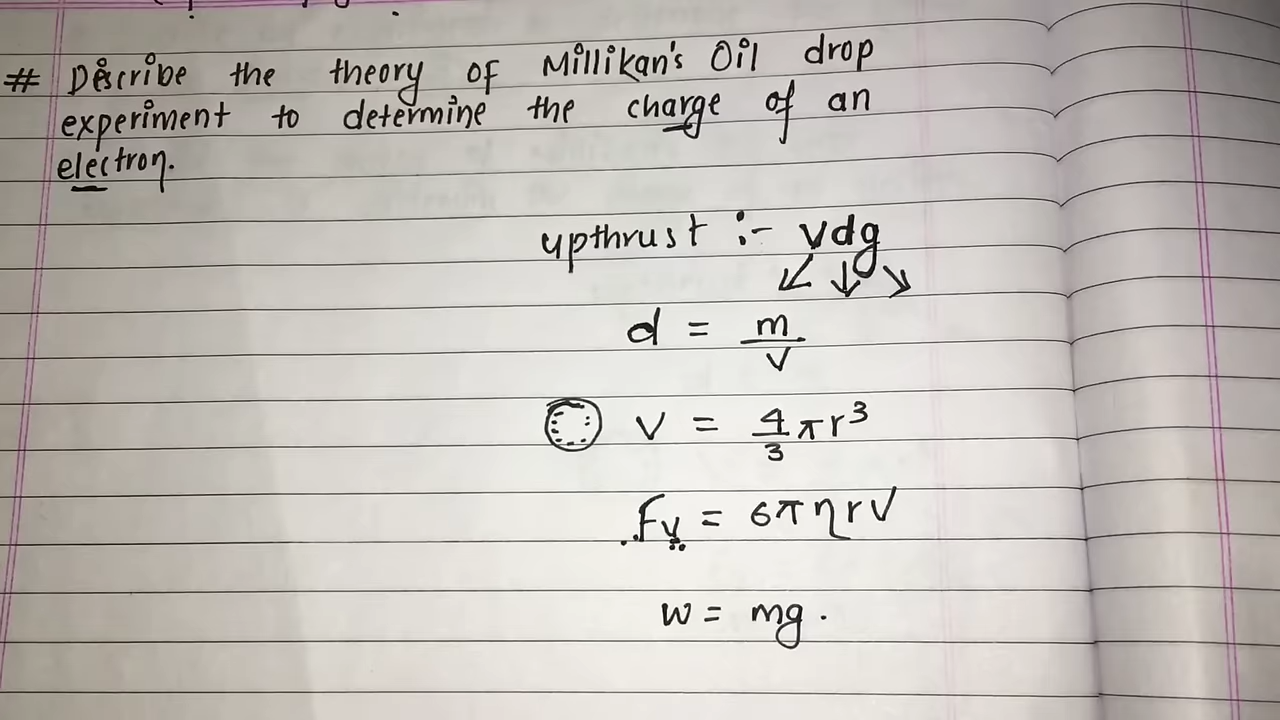 # Describe the theory of Millikan's Oil drop
experiment to determine the charge of an
electron.
upthrust :- vdg
d = m/v
v = 4/3 πr³
Fv = 6πηrv
w = mg.